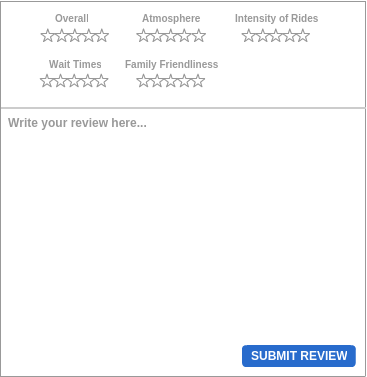 Overall Atmosphere Intensity of Rides
Wait Times Family Friendliness
Write your review here...
SUBMIT REVIEW